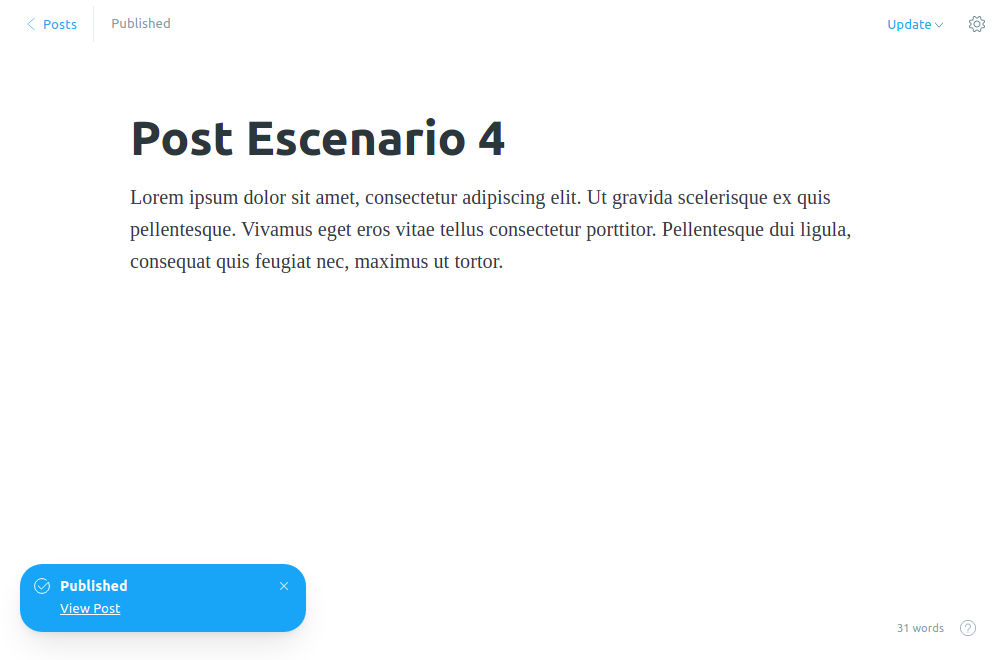 Posts
Published
Update
Post Escenario 4
Lorem ipsum dolor sit amet, consectetur adipiscing elit. Ut gravida scelerisque ex quis
pellentesque. Vivamus eget eros vitae tellus consectetur porttitor. Pellentesque dui ligula,
consequat quis feugiat nec, maximus ut tortor.
Published
View Post
31 words
?